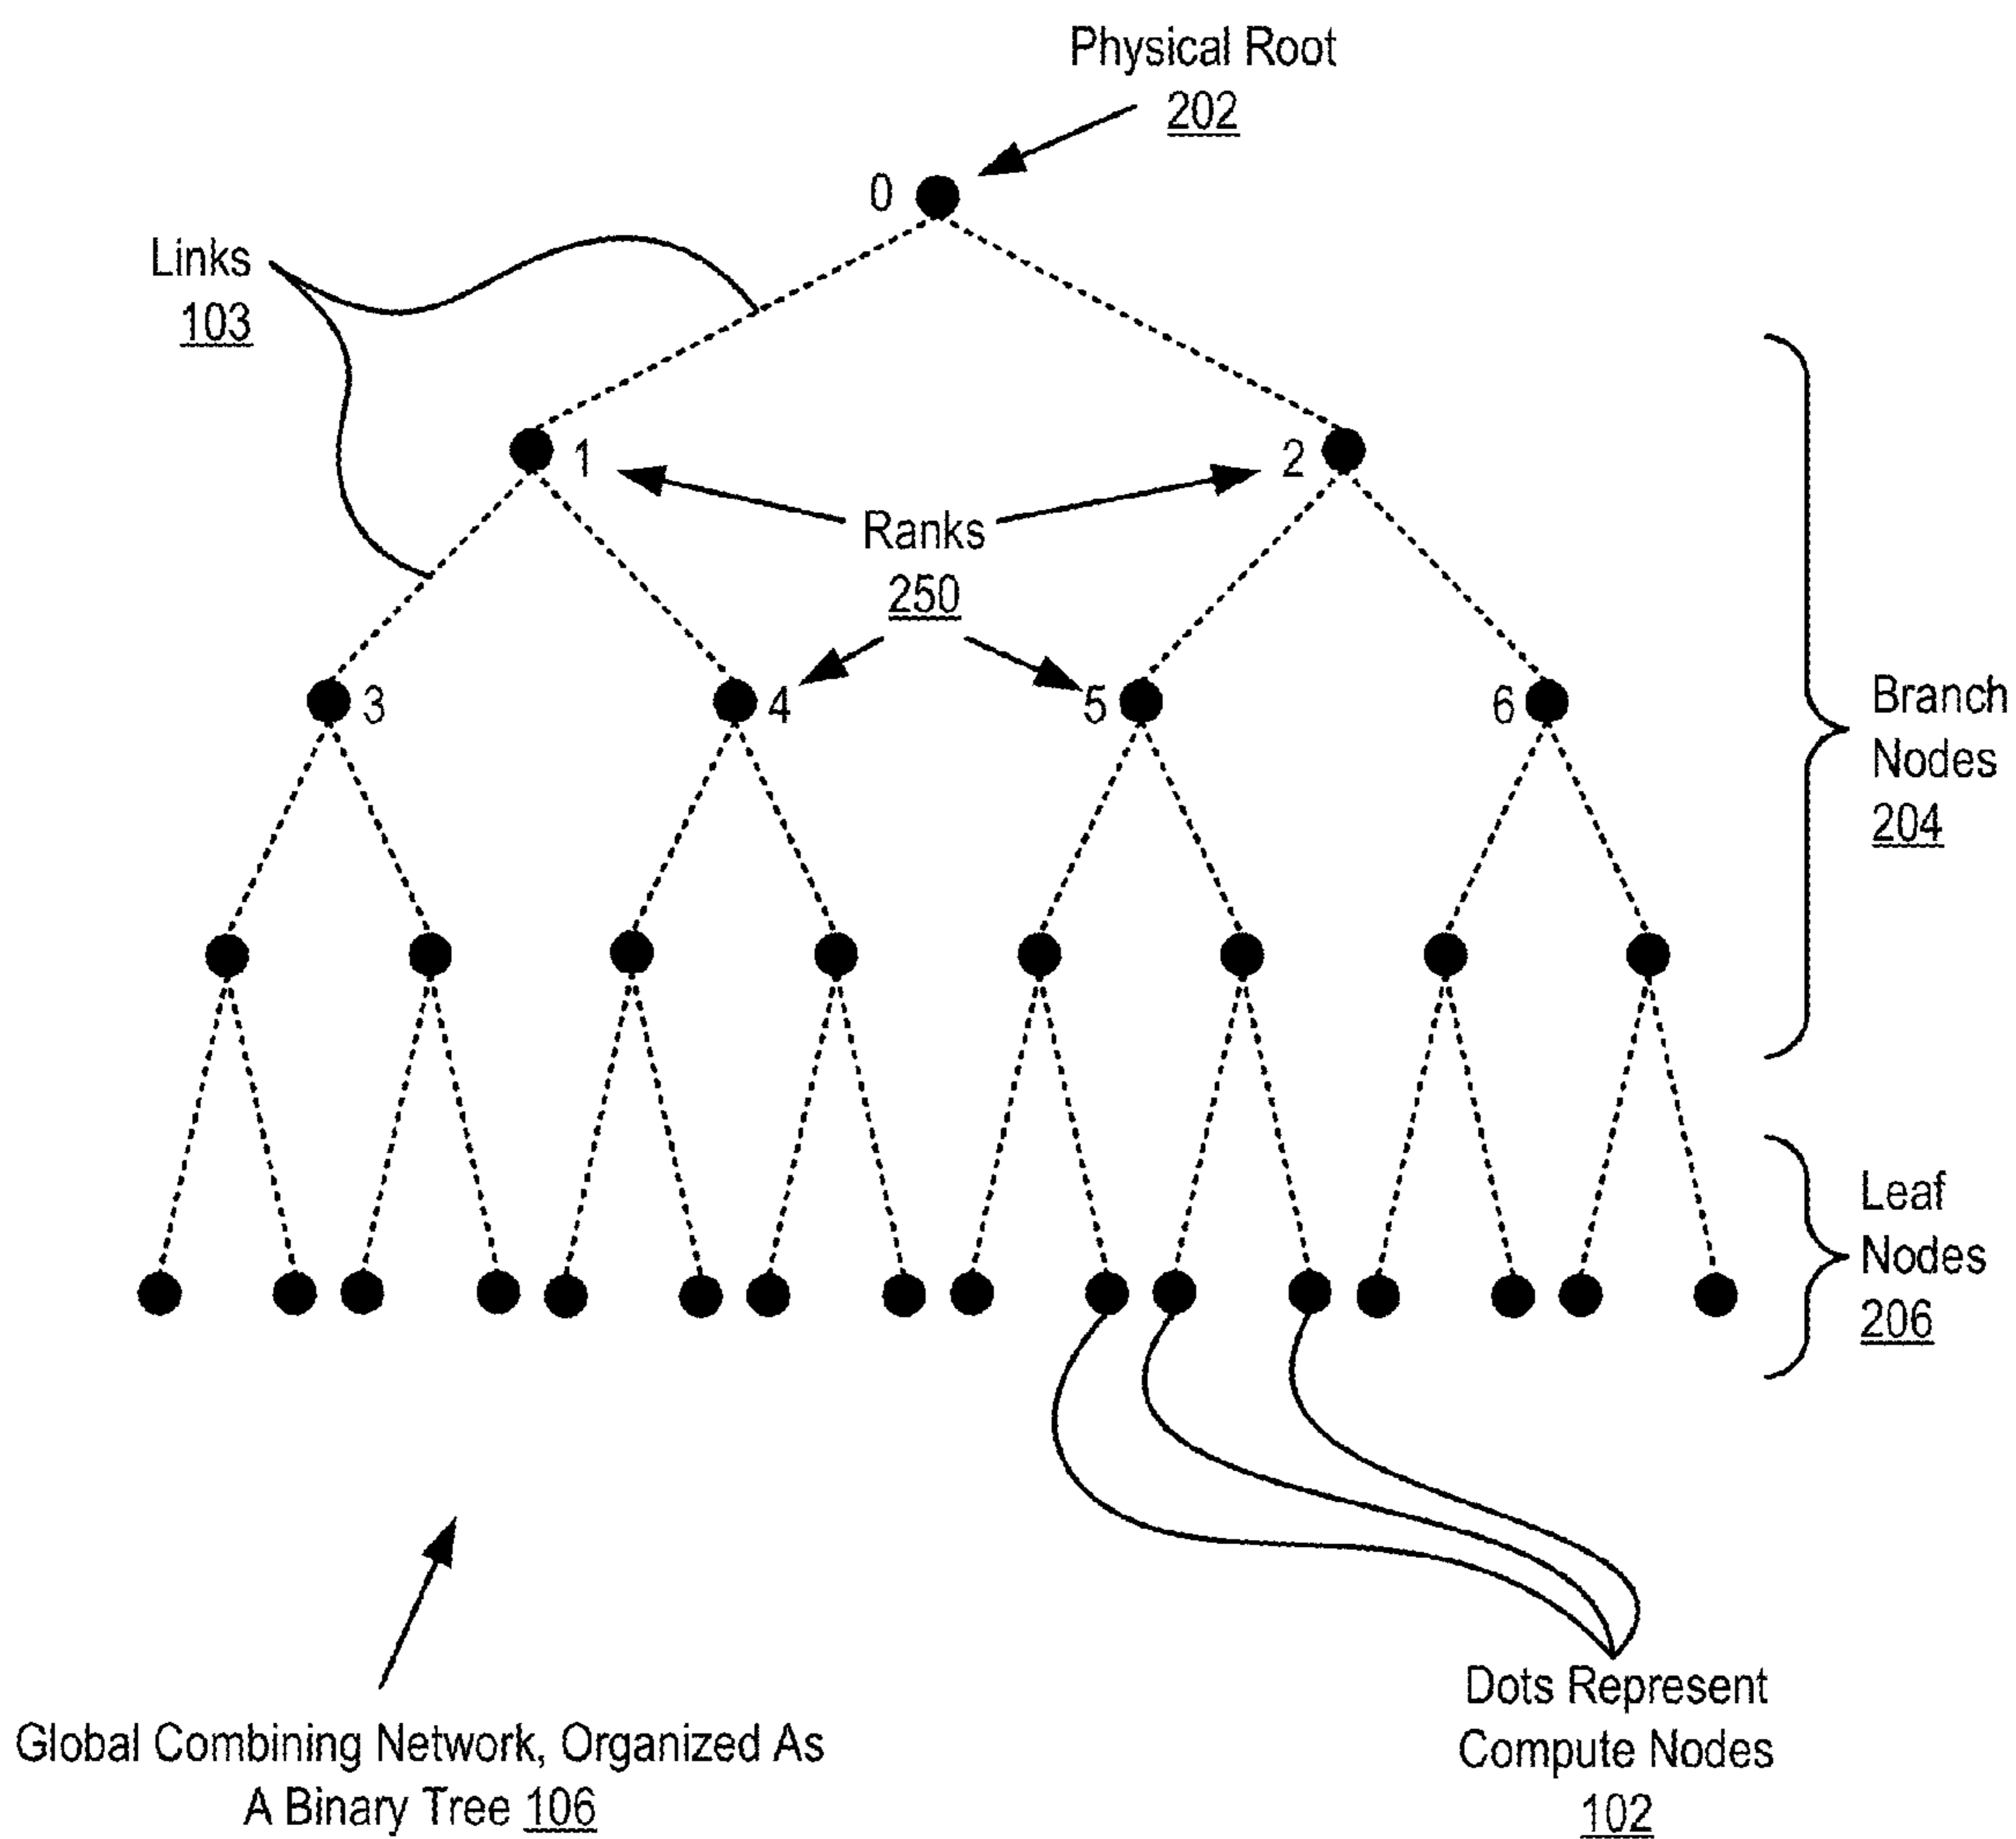 Physical Root
202
0
Links
103
1
2
Ranks
250
3
4
5
6
Branch
Nodes
204
Leaf
Nodes
206
Dots Represent
Compute Nodes
102
Global Combining Network, Organized As
A Binary Tree 106